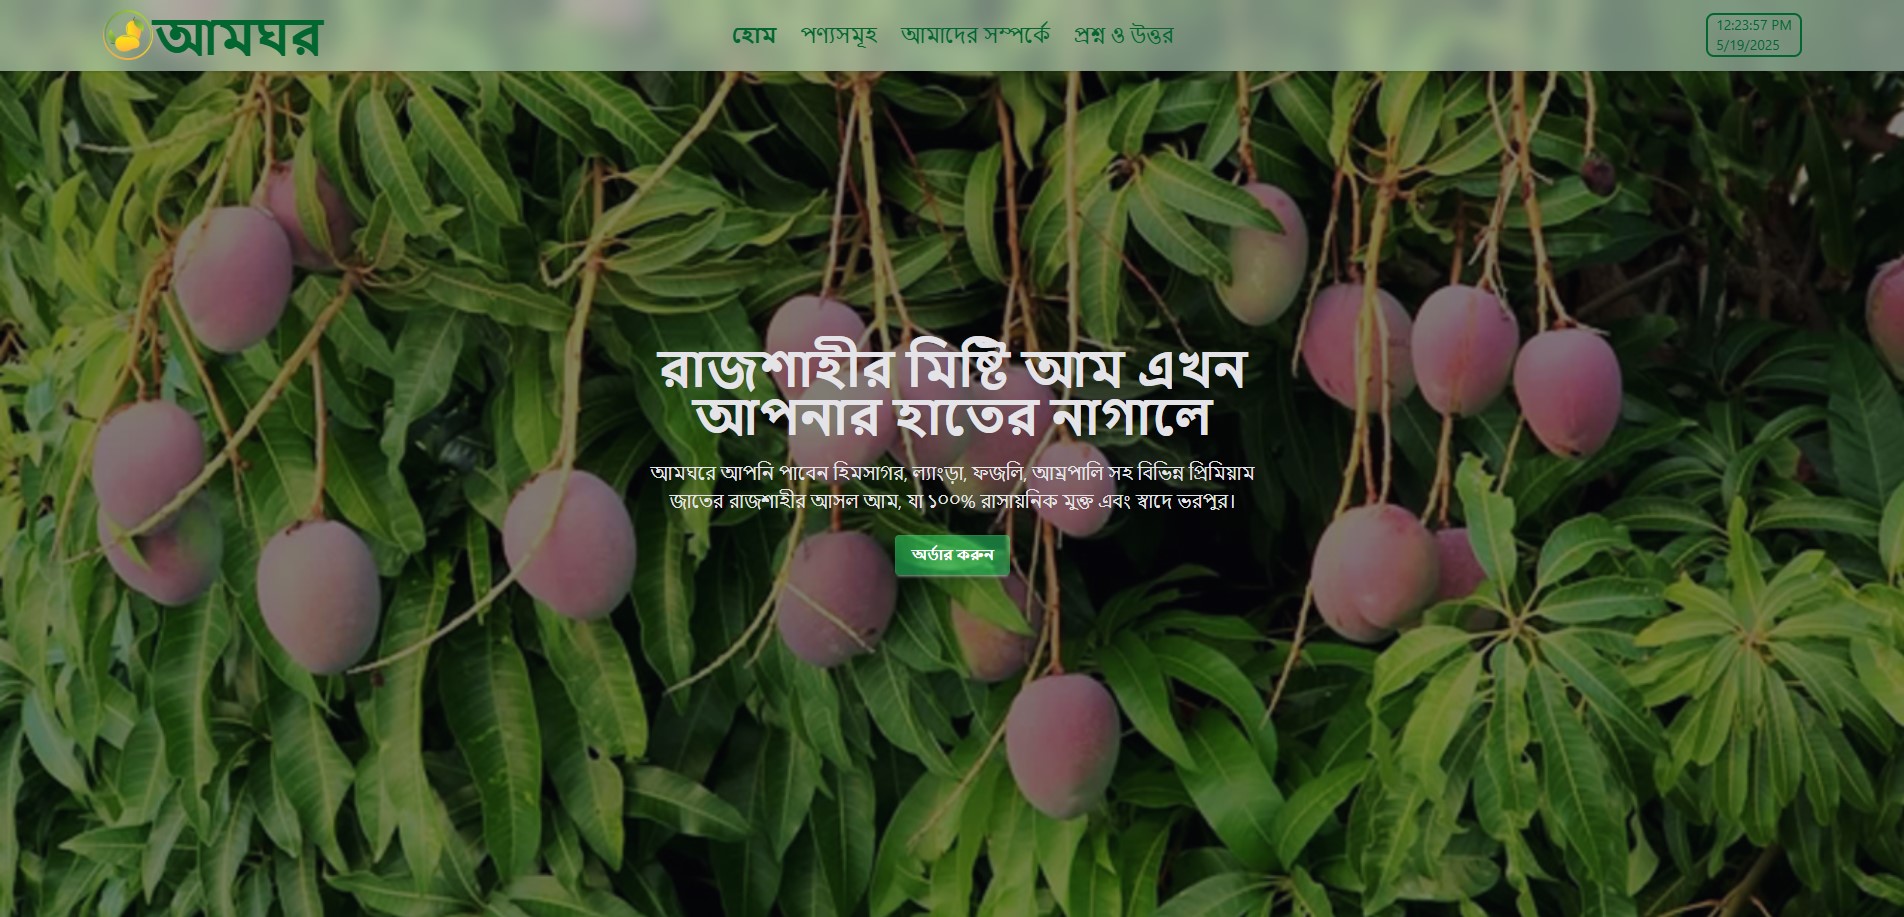 আমঘর
হোম পণ্যসমূহ আমাদের সম্পর্কে প্রশ্ন ও উত্তর
12:23:57 PM
5/19/2025
রাজশাহীর মিষ্টি আম এখন
আপনার হাতের নাগালে
আমঘরে আপনি পাবেন হিমসাগর, ল্যাংড়া, ফজলি, আম্রপালি সহ বিভিন্ন প্রিমিয়াম
জাতের রাজশাহীর আসল আম, যা ১০০% রাসায়নিক মুক্ত এবং স্বাদে ভরপুর।
অর্ডার করুন